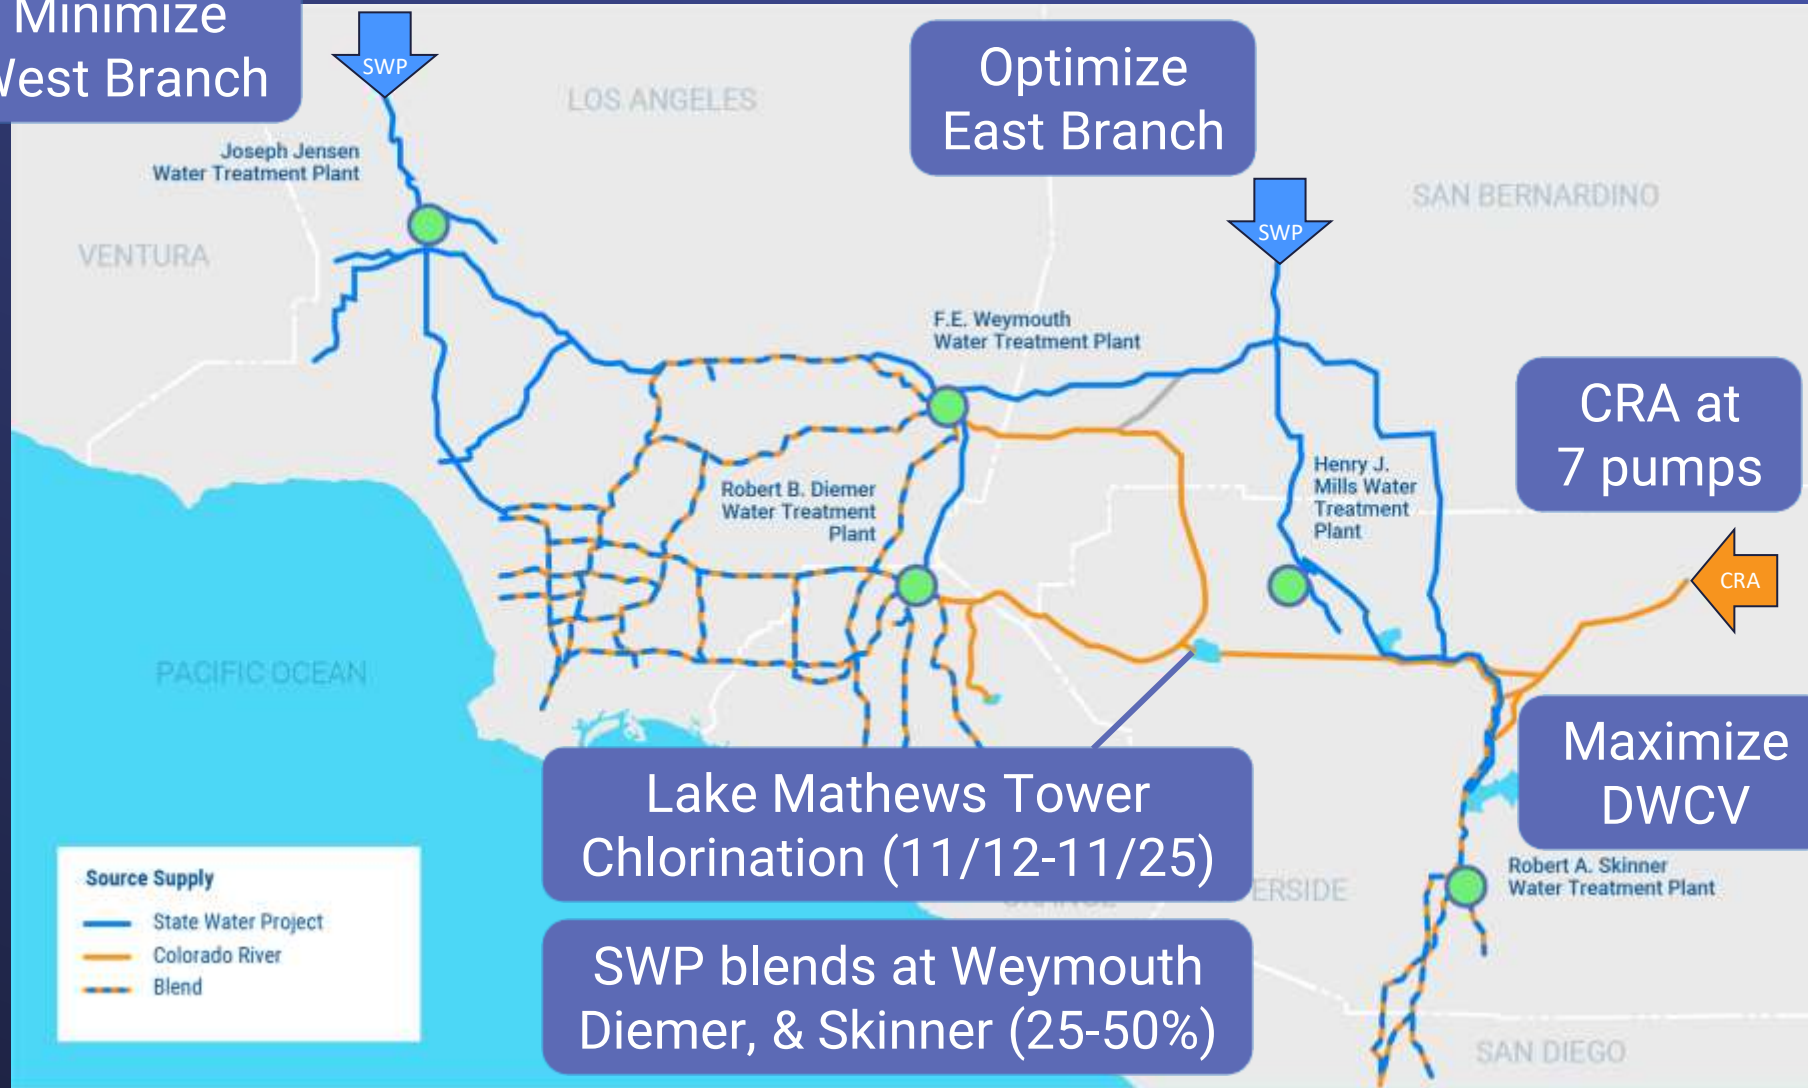 Minimize
West Branch
SWP
LOS ANGELES
Optimize
East Branch
Joseph Jensen
Water Treatment Plant
SAN BERNARDINO
SWP
VENTURA
F.E. Weymouth
Water Treatment Plant
CRA at
7 pumps
Henry J.
Mills Water
Treatment
Plant
Robert B. Diemer
Water Treatment
Plant
CRA
PACIFIC OCEAN
Maximize
DWCV
Lake Mathews Tower
Chlorination (11/12-11/25)
Robert A. Skinner
Water Treatment Plant
ERSIDE
ORANGE
Source Supply
State Water Project
Colorado River
Blend
SWP blends at Weymouth
Diemer, & Skinner (25-50%)
SAN DIEGO